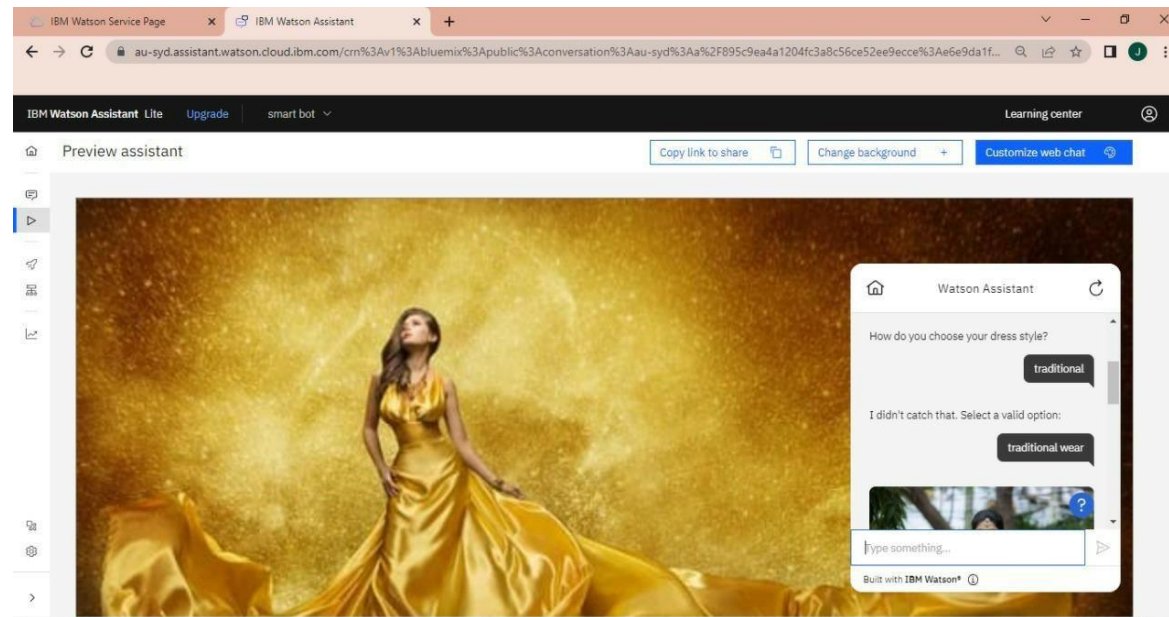 IBM Watson Service Page
IBM Watson Assistant
au-syd.assistant.watson.cloud.ibm.com/crn%3Av1%3Abluemix%3Apublic%3Aconversation%3Aau-syd%3Aa%2F895c9ea4a1204fc3a8c56ce52ee9ecce%3Ae6e9da1f...
J
IBM Watson Assistant Lite Upgrade smart bot Learning center
Preview assistant Copy link to share Change background + Customize web chat
Watson Assistant
How do you choose your dress style?
traditional
I didn't catch that. Select a valid option:
traditional wear
?
Type something...
Built with IBM Watson®